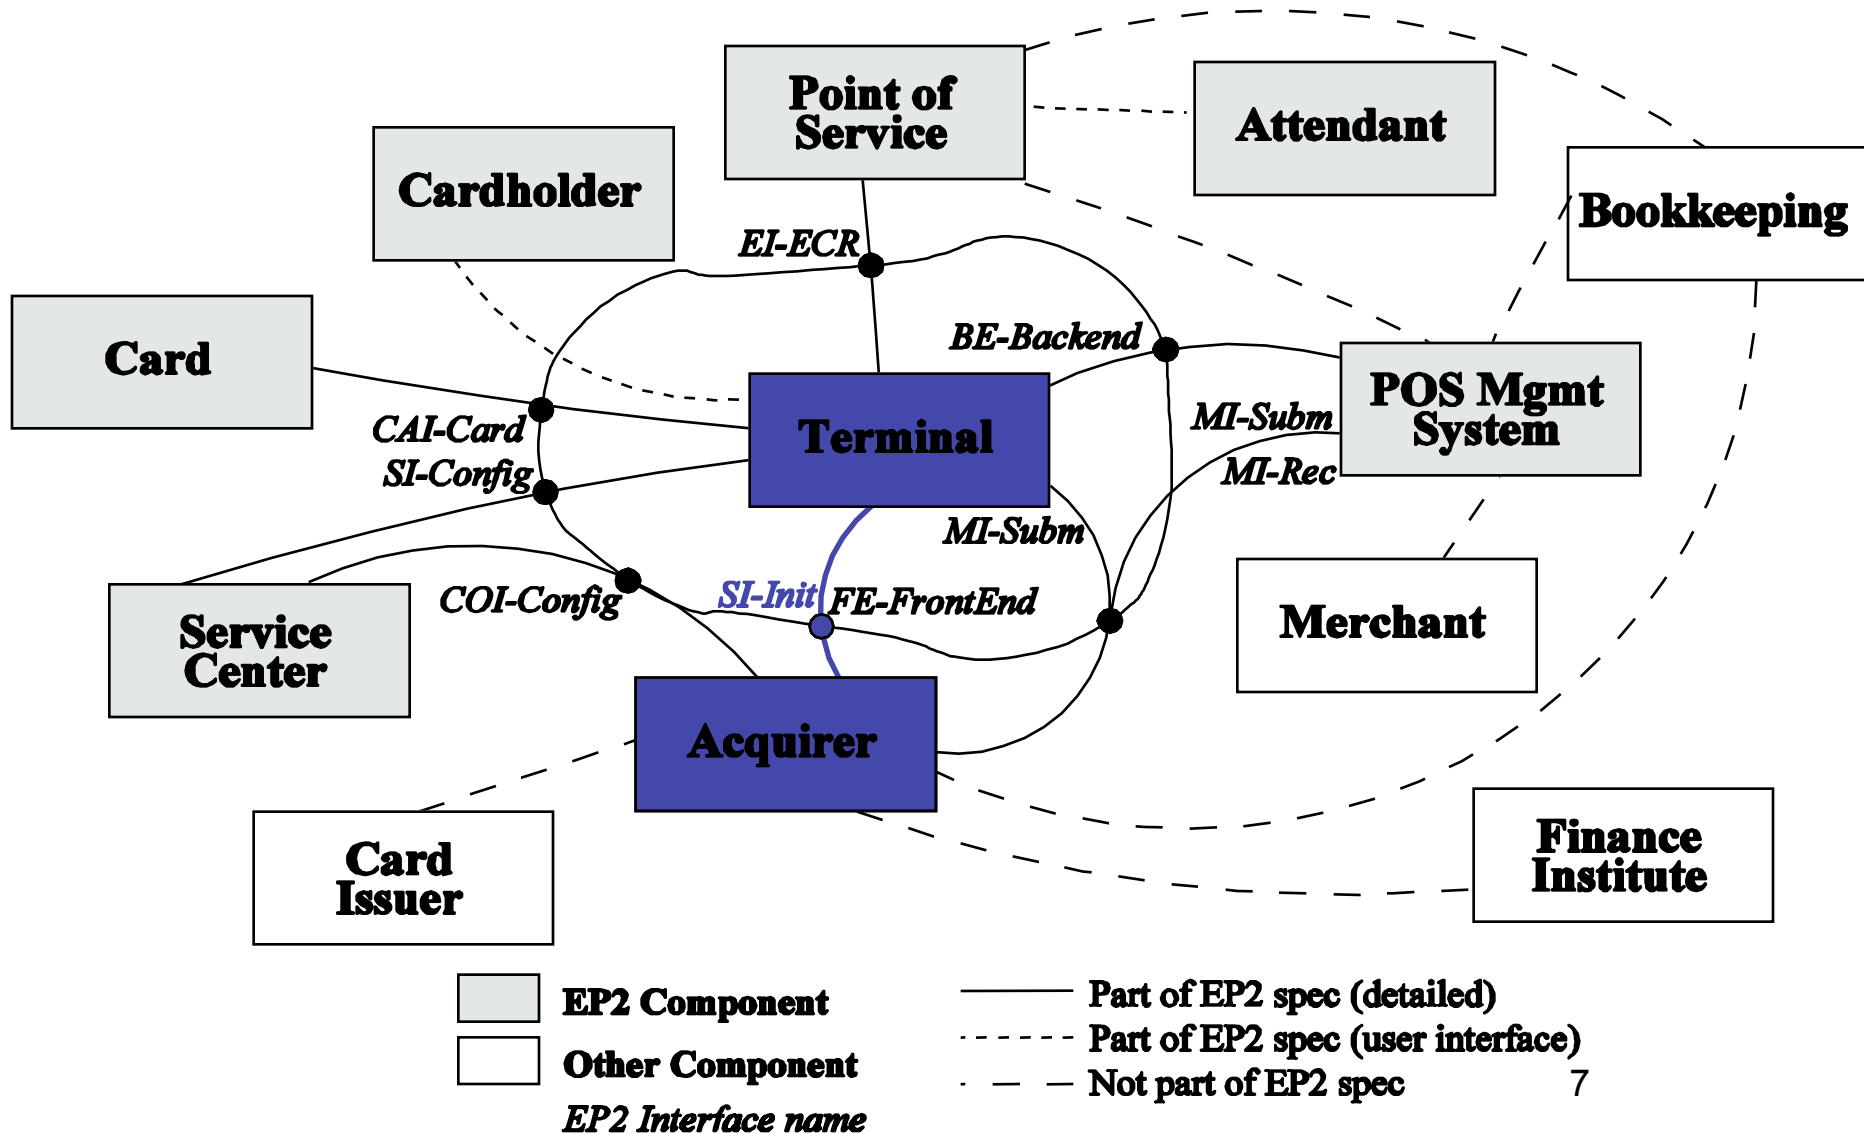 Point of
Service
Attendant
Cardholder
Bookkeeping
EI-ECR
Card
BE-Backend
POS Mgmt
System
CAI-Card
SI-Config
Terminal
MI-Subm
MI-Rec
MI-Subm
COI-Config
SI-Init
FE-FrontEnd
Merchant
Service
Center
Acquirer
Card
Issuer
Finance
Institute
EP2 Component
Other Component
EP2 Interface name
Part of EP2 spec (detailed)
Part of EP2 spec (user interface)
Not part of EP2 spec
7